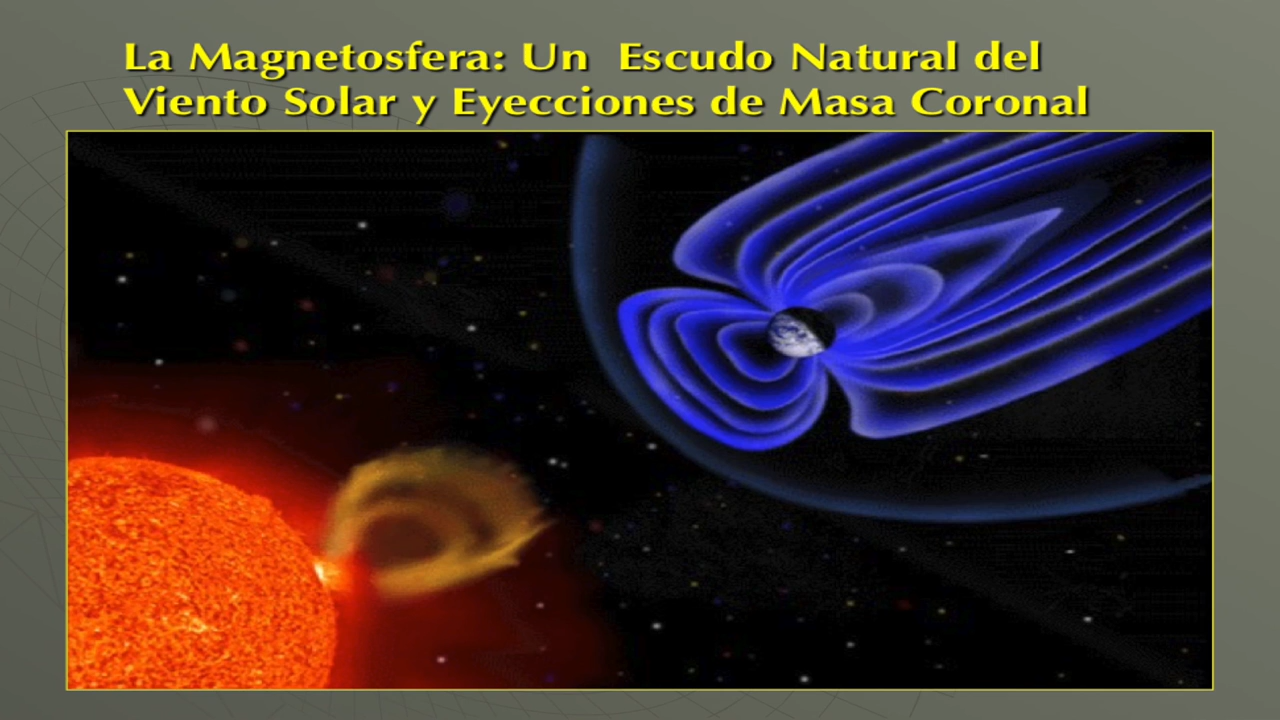 La Magnetosfera: Un  Escudo Natural del
Viento Solar y Eyecciones de Masa Coronal